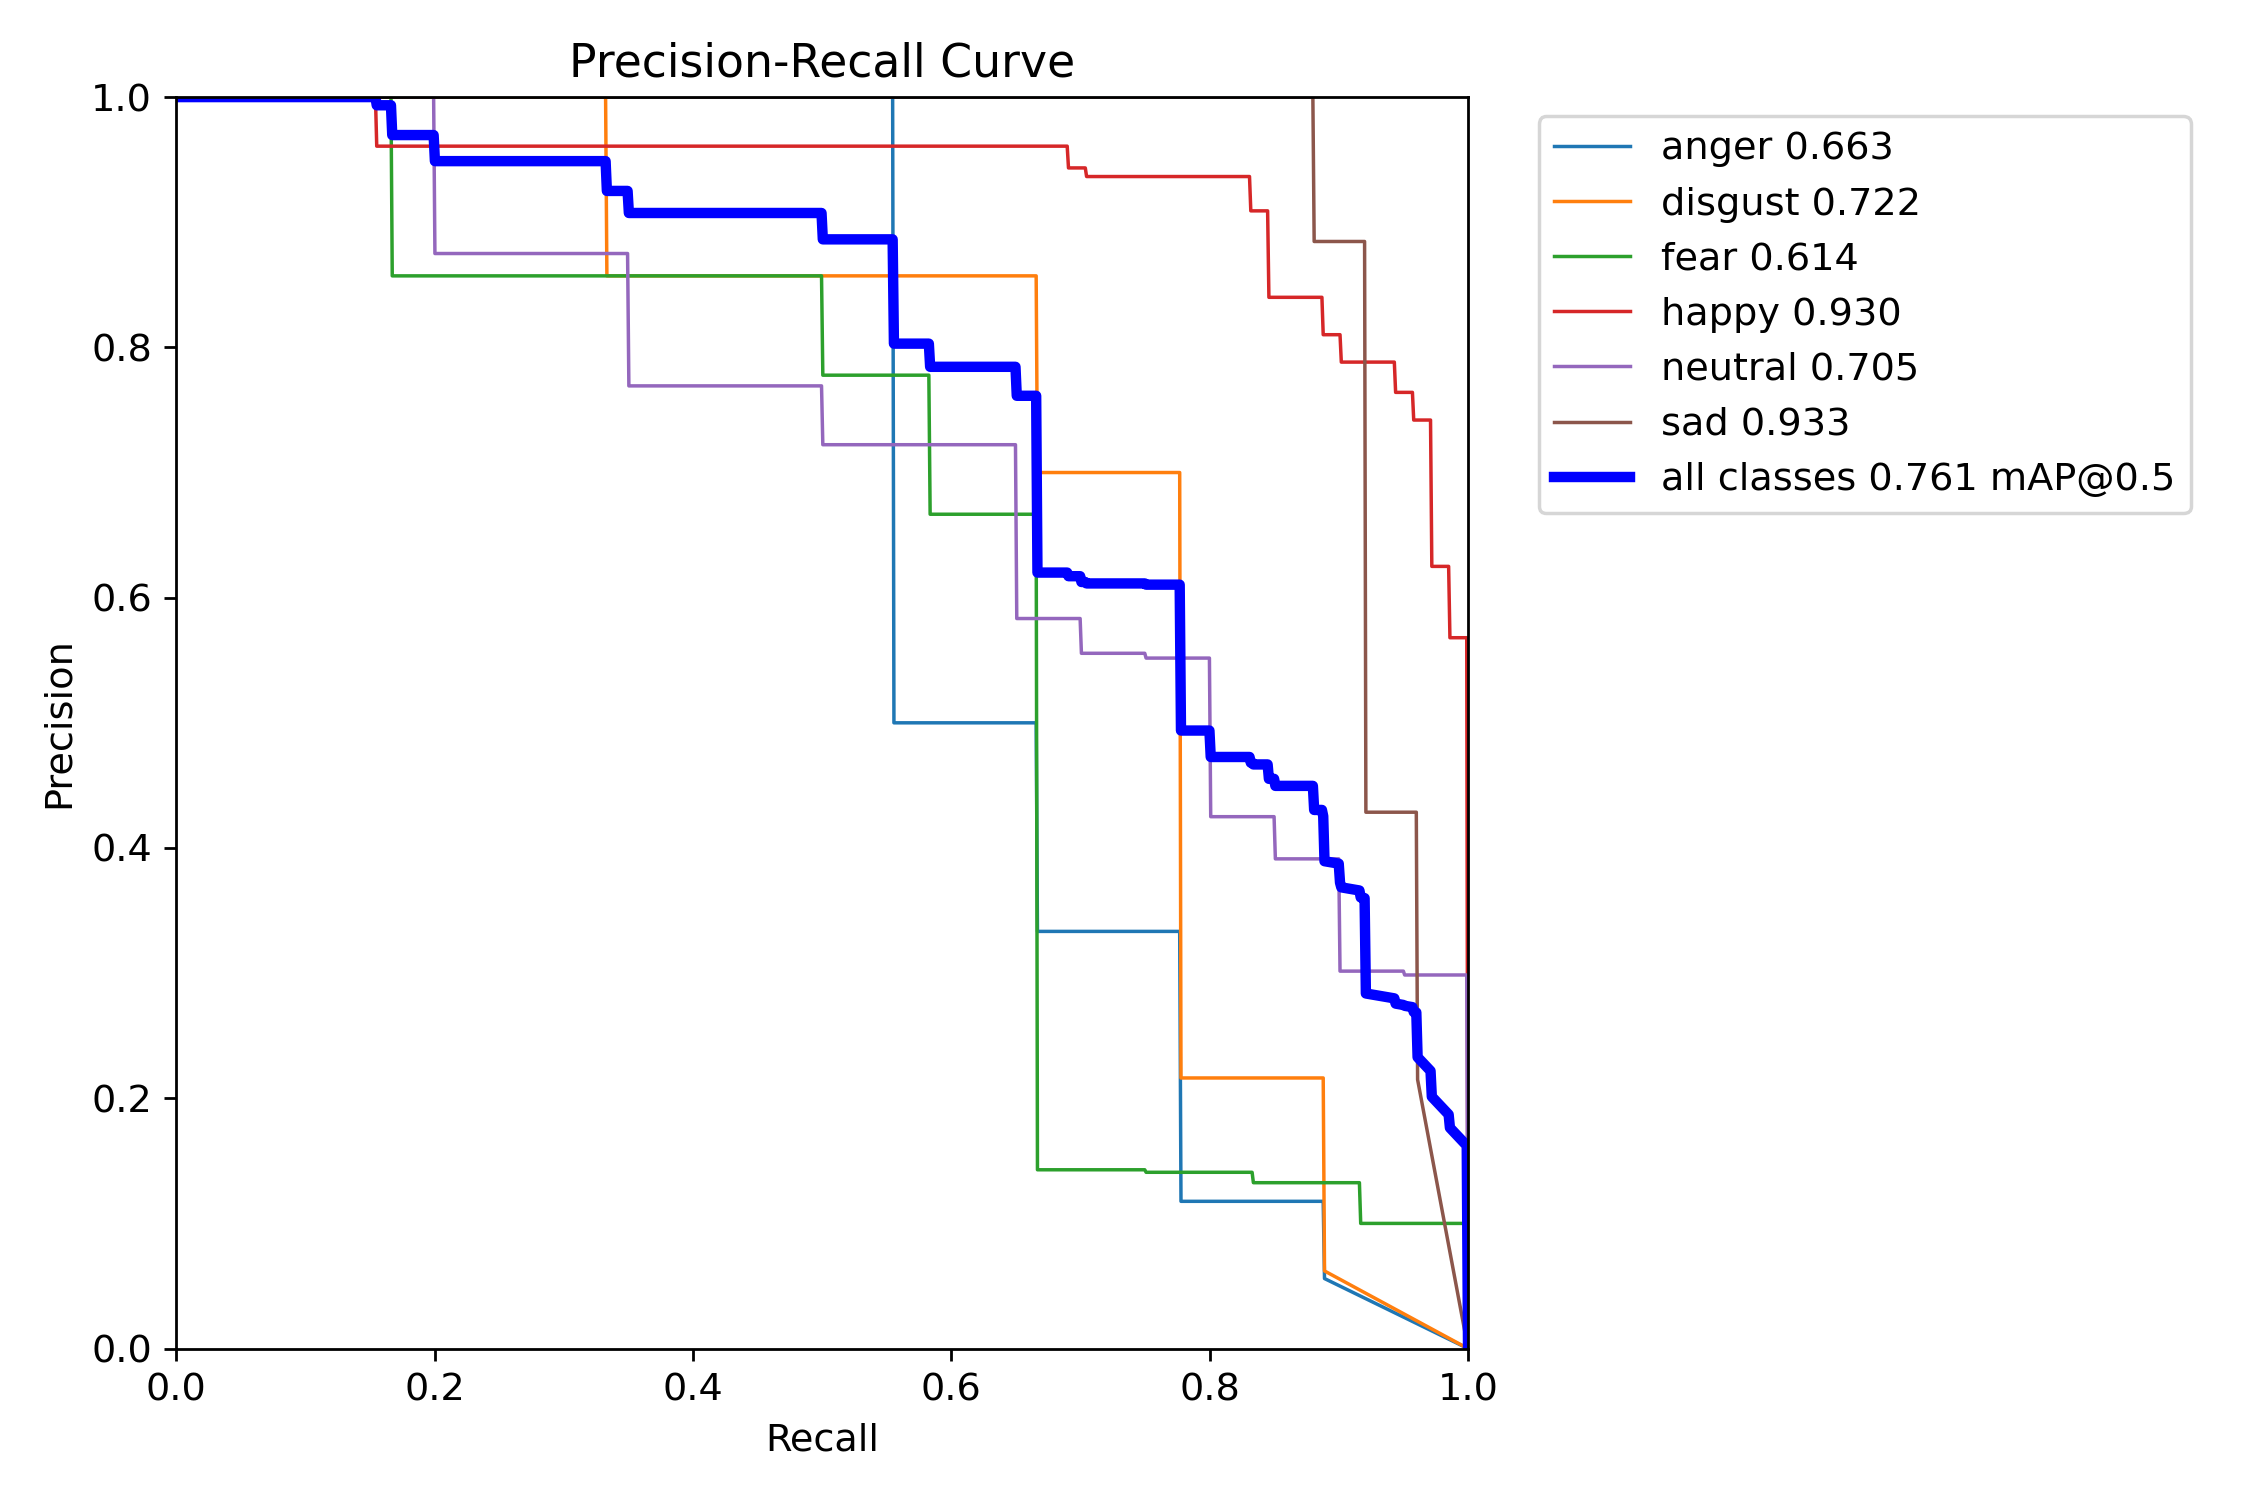 Precision-Recall Curve
1.0
0.8
0.6
0.4
0.2
0.0
Precision
0.0 0.2 0.4 0.6 0.8 1.0
Recall
anger 0.663
disgust 0.722
fear 0.614
happy 0.930
neutral 0.705
sad 0.933
all classes 0.761 mAP@0.5